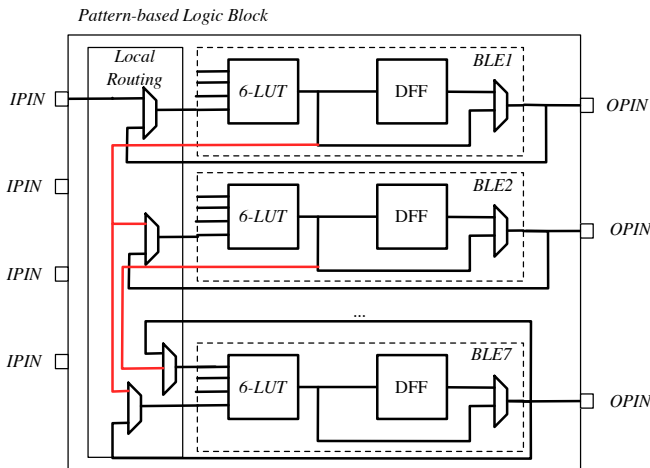 Pattern-based Logic Block
Local
Routing
BLE1
IPIN
6-LUT
DFF
OPIN
IPIN
BLE2
6-LUT
DFF
OPIN
IPIN
...
IPIN
BLE7
6-LUT
DFF
OPIN